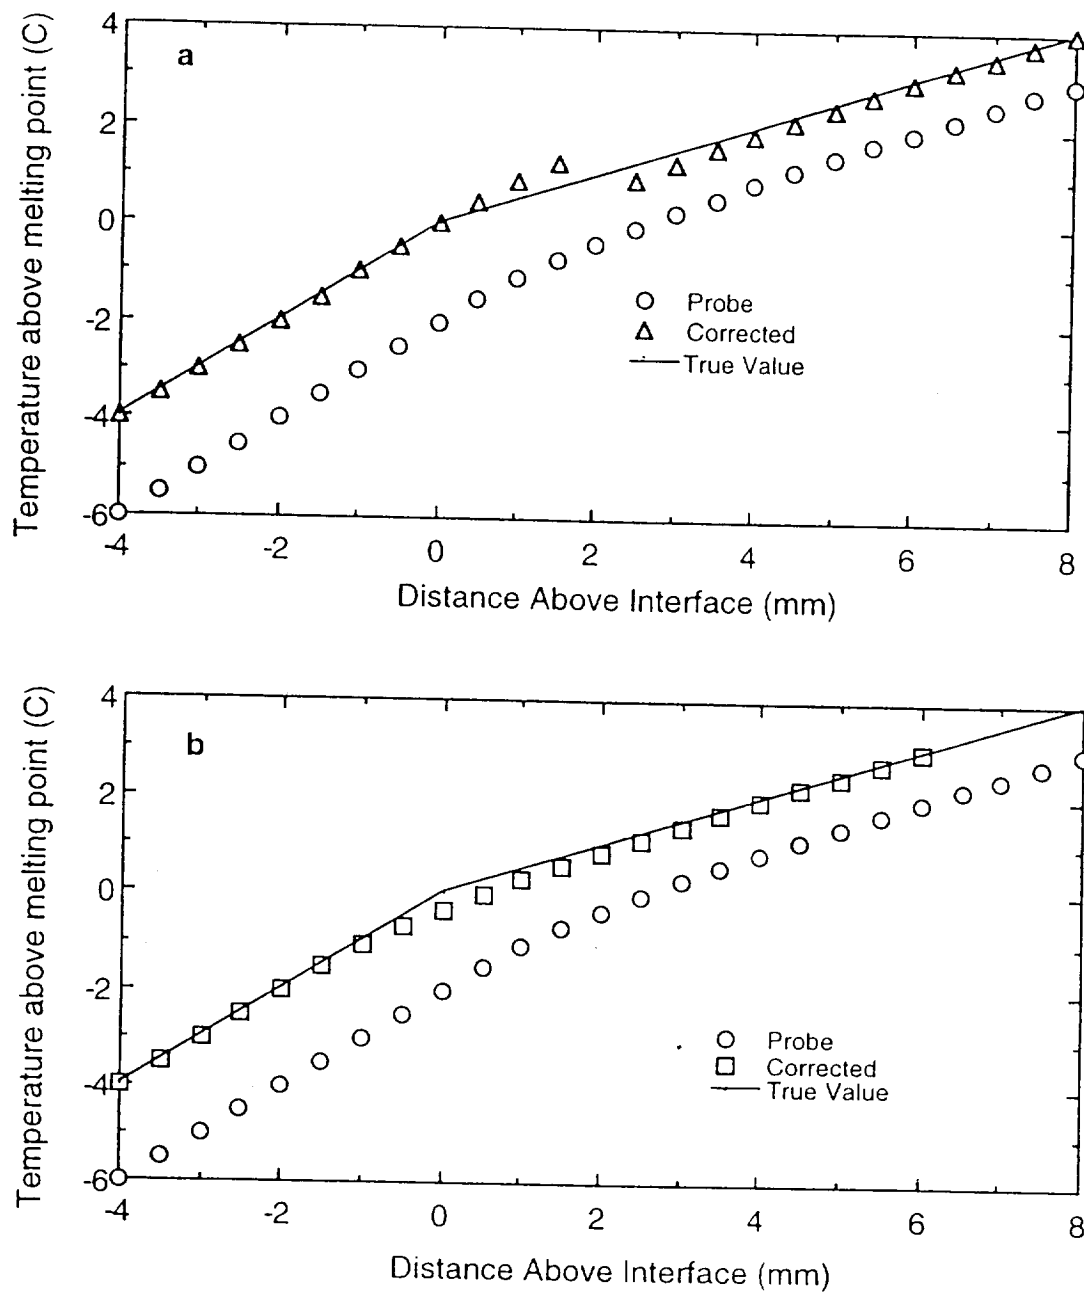 a
Temperature above melting point (C)
4
2
0
-2
-4
-6
Probe
Corrected
True Value
-4
-2
0
2
4
6
8
Distance Above Interface (mm)
b
Temperature above melting point (C)
4
2
0
-2
-4
-6
Probe
Corrected
True Value
-4
-2
0
2
4
6
8
Distance Above Interface (mm)